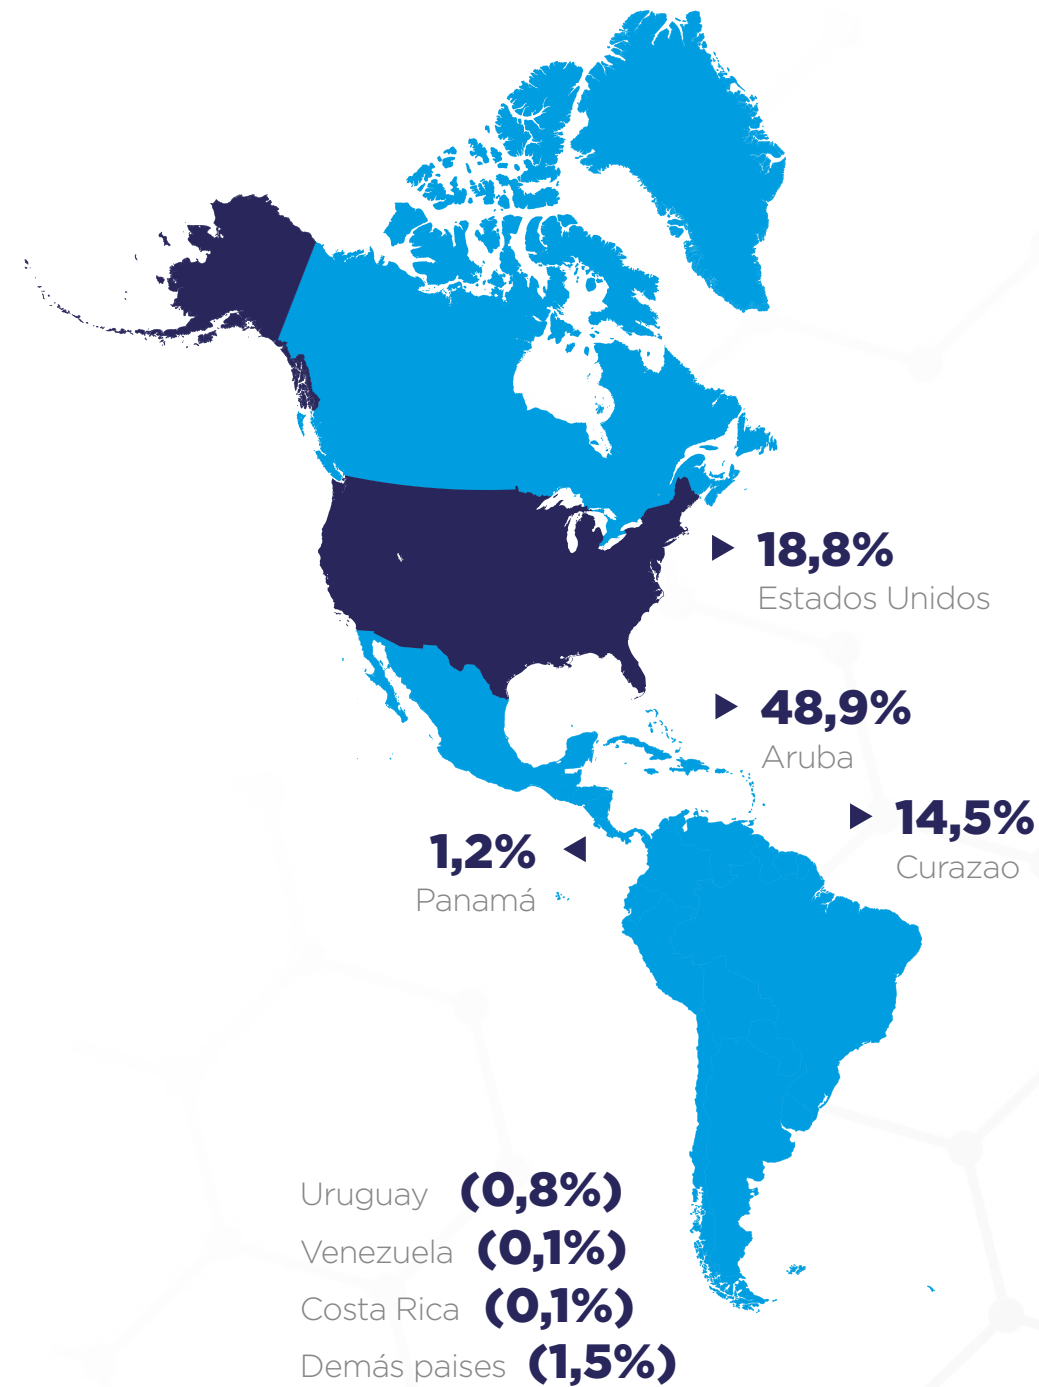 18,8%
Estados Unidos
48,9%
Aruba
14,5%
Curazao
1,2%
Panamá
Uruguay (0,8%)
Venezuela (0,1%)
Costa Rica (0,1%)
Demás paises (1,5%)